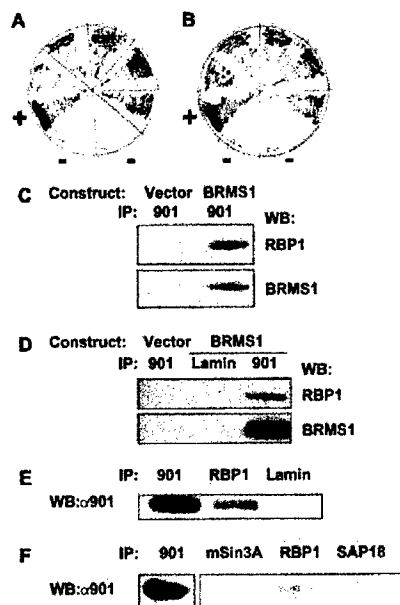 A B
+ +
- - - -
C Construct: Vector BRMS1
IP: 901 901 WB:
RBP1
BRMS1
D Construct: Vector BRMS1
IP: 901 Lamin 901 WB:
RBP1
BRMS1
E IP: 901 RBP1 Lamin
WB:α901
F IP: 901 mSin3A RBP1 SAP18
WB:α901